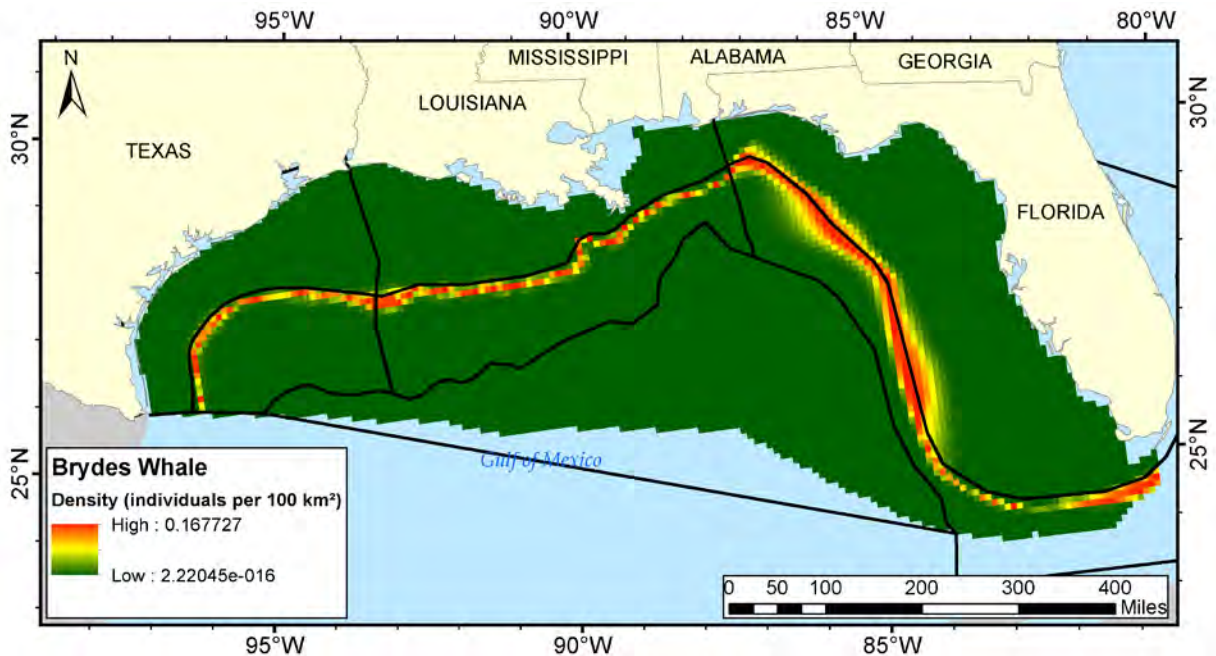 95°W 90°W 85°W 80°W
N
MISSISSIPPI ALABAMA GEORGIA
LOUISIANA
30°N 30°N
TEXAS
FLORIDA
25°N 25°N
Gulf of Mexico
Brydes Whale
Density (individuals per 100 km²)
High : 0.167727
Low : 2.22045e-016
0 50 100 200 300 400
Miles
95°W 90°W 85°W 80°W